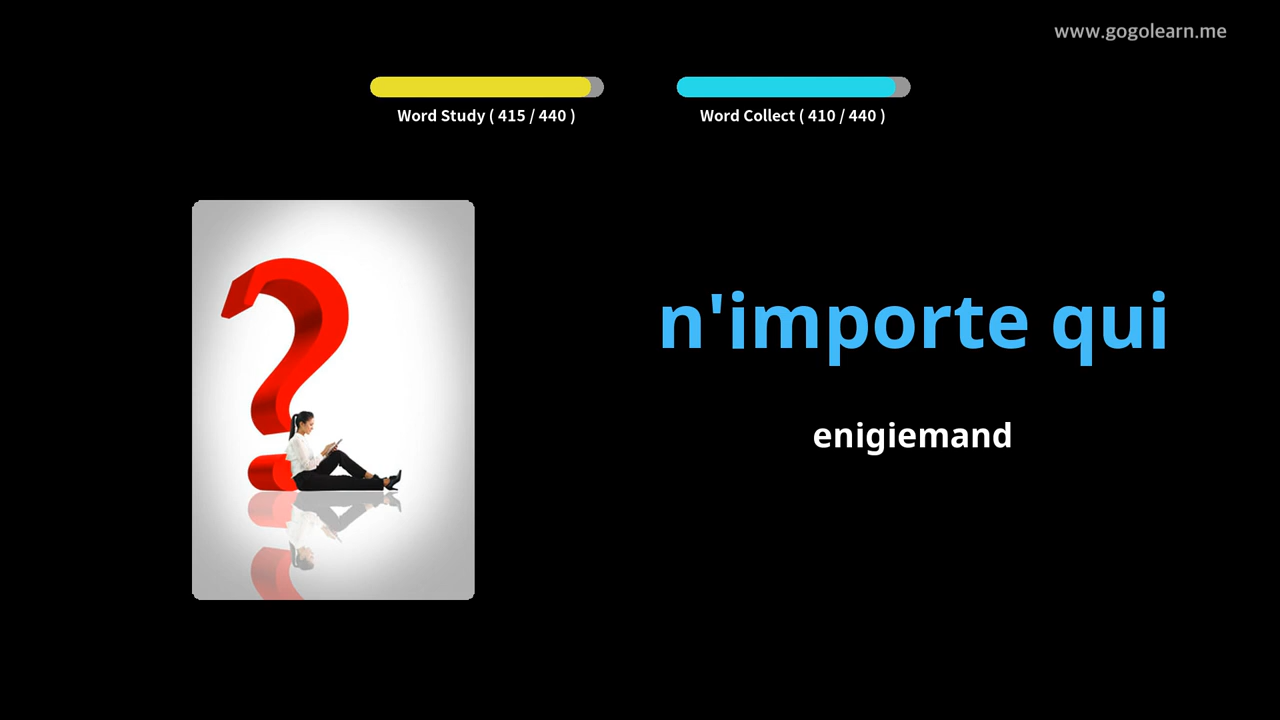 www.gogolearn.me
Word Study ( 415 / 440 )
Word Collect ( 410 / 440 )
n'importe qui
enigiemand